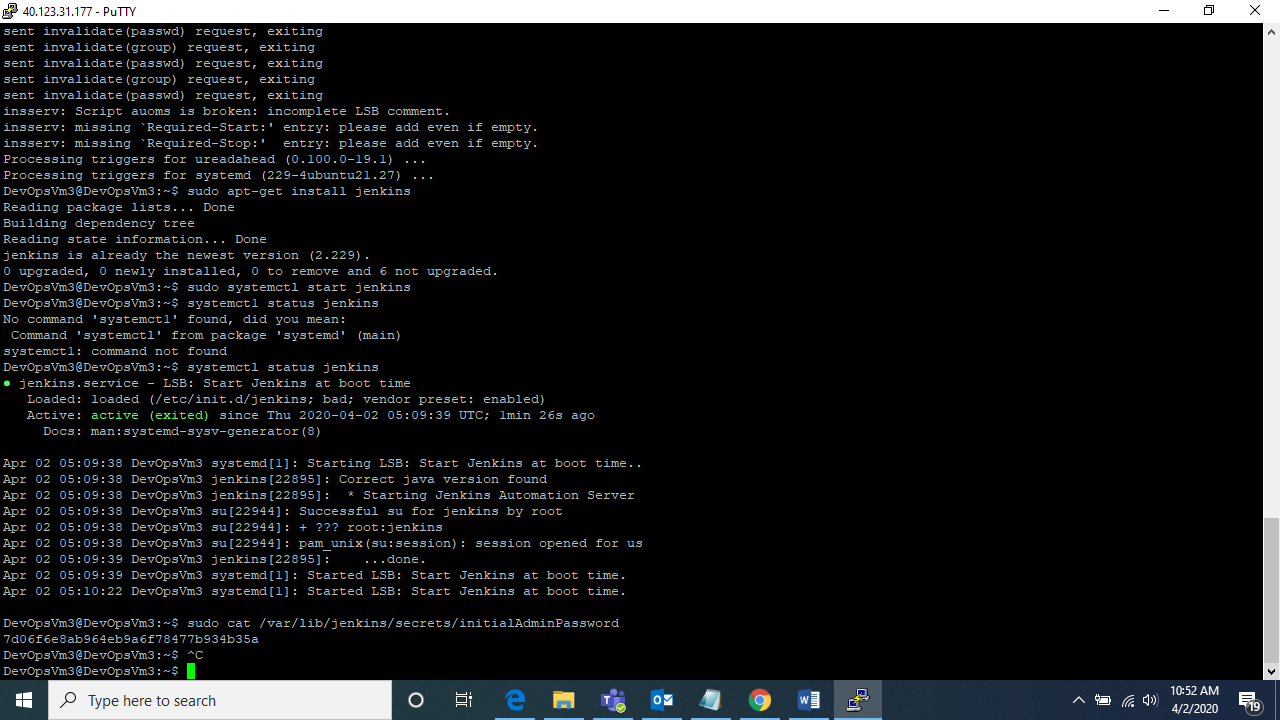 40.123.31.177 - PuTTY
sent invalidate(passwd) request, exiting
sent invalidate(group) request, exiting
sent invalidate(passwd) request, exiting
sent invalidate(group) request, exiting
sent invalidate(passwd) request, exiting
insserv: Script auoms is broken: incomplete LSB comment.
insserv: missing `Required-Start:' entry: please add even if empty.
insserv: missing `Required-Stop:'  entry: please add even if empty.
Processing triggers for ureadahead (0.100.0-19.1) ...
Processing triggers for systemd (229-4ubuntu21.27) ...
DevOpsVm3@DevOpsVm3:~$ sudo apt-get install jenkins
Reading package lists... Done
Building dependency tree
Reading state information... Done
jenkins is already the newest version (2.229).
0 upgraded, 0 newly installed, 0 to remove and 6 not upgraded.
DevOpsVm3@DevOpsVm3:~$ sudo systemctl start jenkins
DevOpsVm3@DevOpsVm3:~$ systemct1 status jenkins
No command 'systemct1' found, did you mean:
 Command 'systemctl' from package 'systemd' (main)
systemct1: command not found
DevOpsVm3@DevOpsVm3:~$ systemctl status jenkins
● jenkins.service - LSB: Start Jenkins at boot time
   Loaded: loaded (/etc/init.d/jenkins; bad; vendor preset: enabled)
   Active: active (exited) since Thu 2020-04-02 05:09:39 UTC; 1min 26s ago
     Docs: man:systemd-sysv-generator(8)
Apr 02 05:09:38 DevOpsVm3 systemd[1]: Starting LSB: Start Jenkins at boot time..
Apr 02 05:09:38 DevOpsVm3 jenkins[22895]: Correct java version found
Apr 02 05:09:38 DevOpsVm3 jenkins[22895]:  * Starting Jenkins Automation Server
Apr 02 05:09:38 DevOpsVm3 su[22944]: Successful su for jenkins by root
Apr 02 05:09:38 DevOpsVm3 su[22944]: + ??? root:jenkins
Apr 02 05:09:38 DevOpsVm3 su[22944]: pam_unix(su:session): session opened for us
Apr 02 05:09:39 DevOpsVm3 jenkins[22895]:    ...done.
Apr 02 05:09:39 DevOpsVm3 systemd[1]: Started LSB: Start Jenkins at boot time.
Apr 02 05:10:22 DevOpsVm3 systemd[1]: Started LSB: Start Jenkins at boot time.
DevOpsVm3@DevOpsVm3:~$ sudo cat /var/lib/jenkins/secrets/initialAdminPassword
7d06f6e8ab964eb9a6f78477b934b35a
DevOpsVm3@DevOpsVm3:~$ ^C
DevOpsVm3@DevOpsVm3:~$
Type here to search
10:52 AM
4/2/2020
19